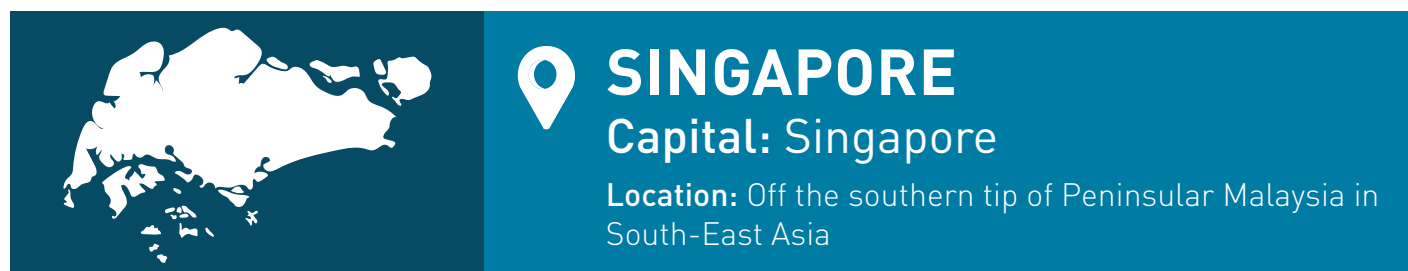 SINGAPORE
Capital: Singapore
Location: Off the southern tip of Peninsular Malaysia in
South-East Asia